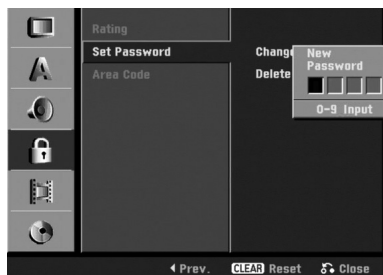 Rating
Set Password
Area Code
Change
Delete
New
Password
0-9 Input
Prev.
CLEAR Reset
Close